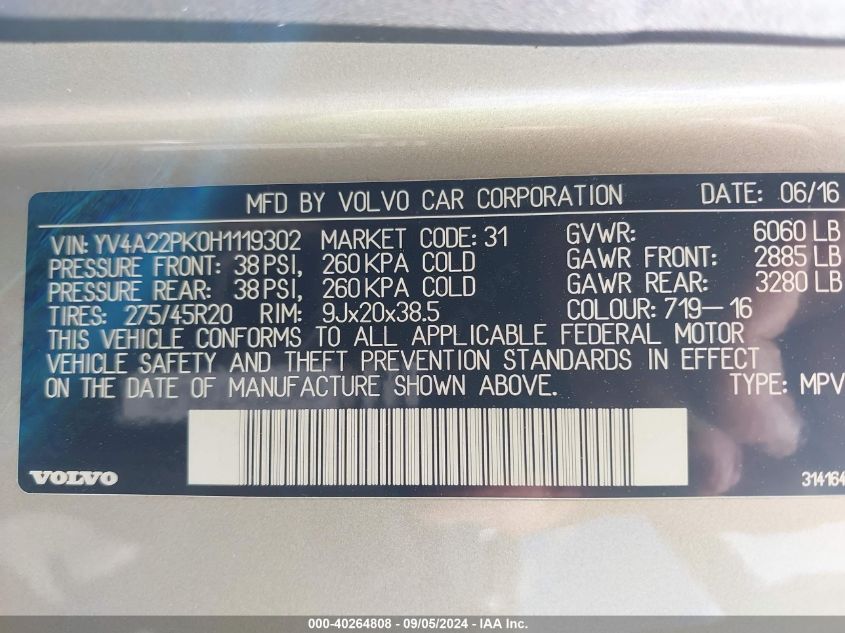 MFD BY VOLVO CAR CORPORATION DATE: 06/16
VIN: YV4A22PK0H1119302 MARKET CODE: 31 GVWR: 6060 LB
PRESSURE FRONT: 38 PSI, 260 KPA COLD GAWR FRONT: 2885 LB
PRESSURE REAR: 38 PSI, 260 KPA COLD GAWR REAR: 3280 LB
TIRES: 275/45R20 RIM: 9Jx20x38.5 COLOUR: 719-16
THIS VEHICLE CONFORMS TO ALL APPLICABLE FEDERAL MOTOR
VEHICLE SAFETY AND THEFT PREVENTION STANDARDS IN EFFECT
ON THE DATE OF MANUFACTURE SHOWN ABOVE. TYPE: MPV
VOLVO 314164
000-40264808 - 09/05/2024 - IAA Inc.